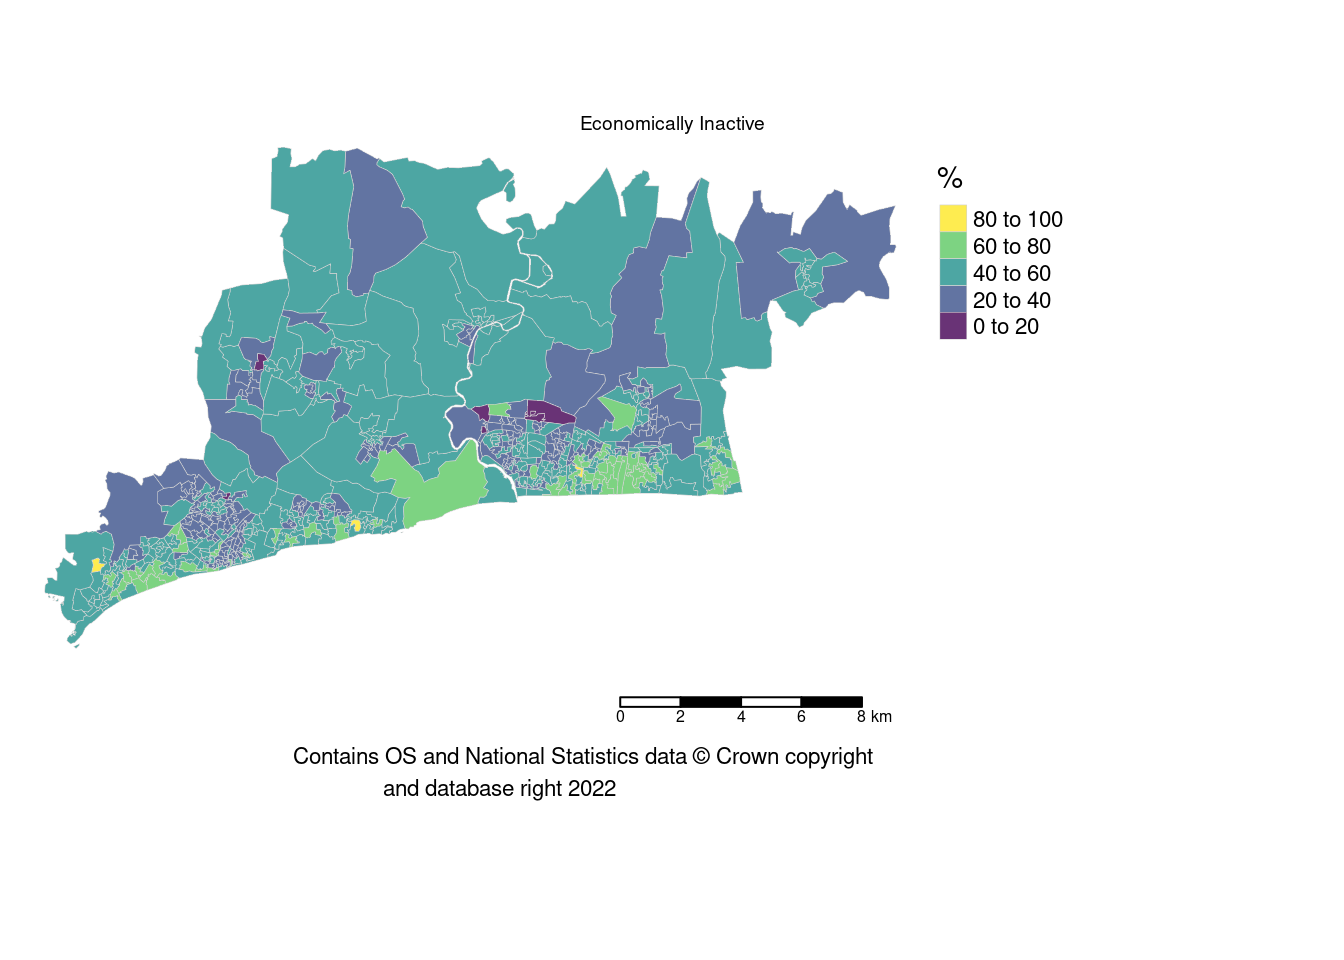 Economically Inactive
%
80 to 100
60 to 80
40 to 60
20 to 40
0 to 20
0 2 4 6 8 km
Contains OS and National Statistics data © Crown copyright
and database right 2022